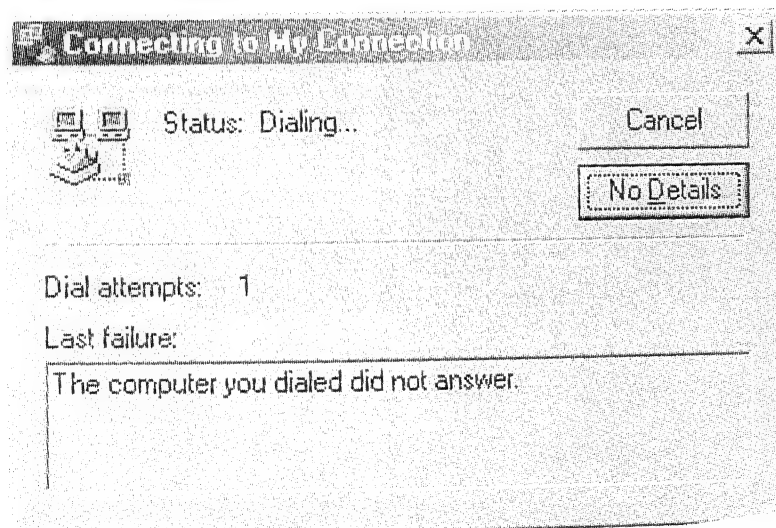 Connecting to My Connection
Status: Dialing...
Cancel
No Details
Dial attempts: 1
Last failure:
The computer you dialed did not answer.